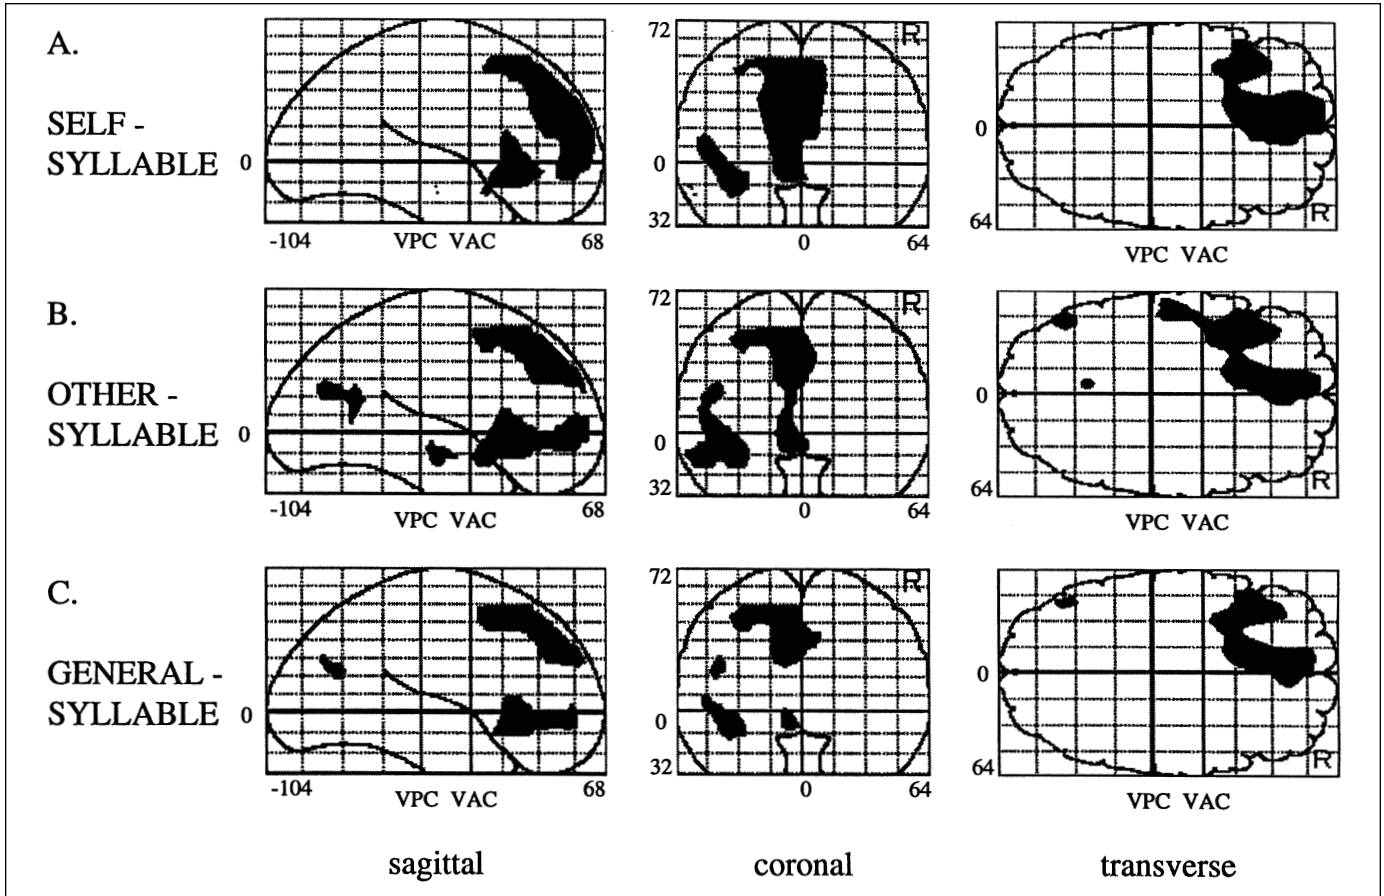 A.
SELF -
SYLLABLE
72
R
0
0
0
32
64
R
-104 VPC VAC 68
0 64
VPC VAC
B.
OTHER -
SYLLABLE
72
R
0
0
0
32
64
R
-104 VPC VAC 68
0 64
VPC VAC
C.
GENERAL -
SYLLABLE
72
R
0
0
0
32
64
R
-104 VPC VAC 68
0 64
VPC VAC
sagittal coronal transverse